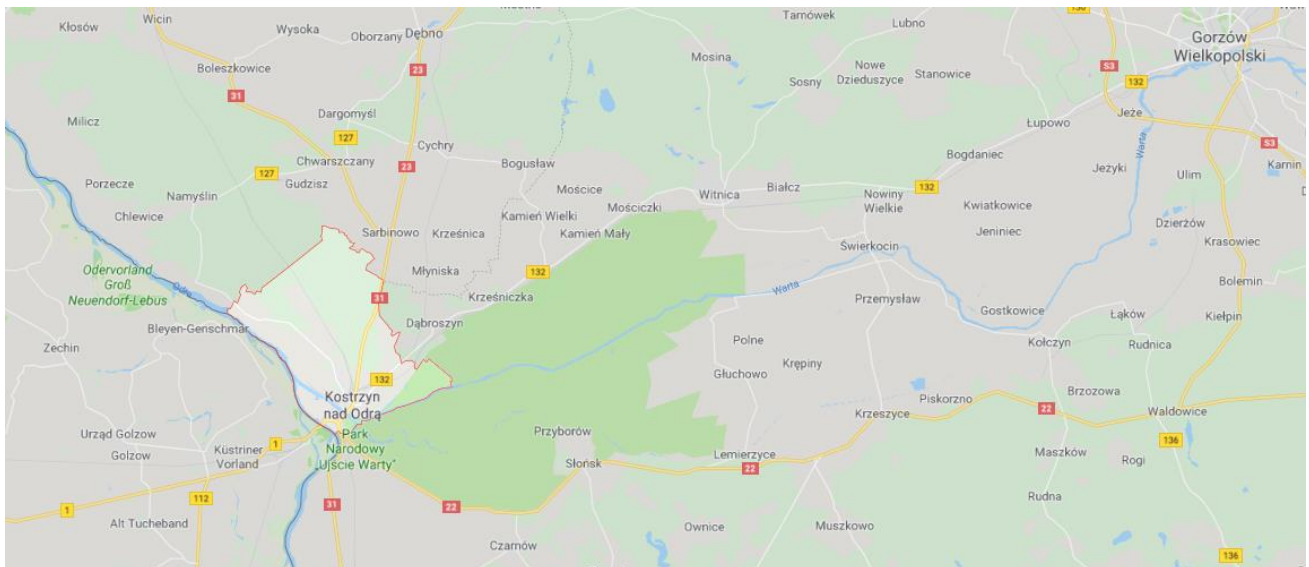 Kłosów
Wicin
Wysoka
Oborzany
Dębno
Tarnówek
Lubno
130
Gorzów
Wielkopolski
Boleszkowice
23
31
Mosina
Sosny
Nowe
Dzieduszyce
Stanowice
S3
132
Milicz
Dargomyśl
127
Cychry
23
Łupowo
Jeże
S3
Chwarszczany
Bogusław
Bogdaniec
Warta
Kamin
127
Gudzisz
Porzecze
Namyślin
Mościce
Witnica
Białcz
132
Jeżyki
Ulim
Chlewice
Mościczki
Nowiny
Wielkie
Kwiatkowice
Kamień Wielki
Kamień Mały
Sarbinowo
Krześnica
Jeniniec
Dzierżów
Krasowiec
Świerkocin
Odervorland
Groß
Neuendorf-Lebus
Odra
Młyniska
132
Warta
Bolemin
31
Krześniczka
Przemysław
Gostkowice
Łąków
Kiełpin
Bleyen-Genschmar
Dąbroszyn
Zechin
Polne
Kołczyn
Rudnica
132
Głuchowo
Krępiny
Kostrzyn
nad Odrą
Brzozowa
Piskorzno
22
Krzeszyce
Waldowice
Urząd Golzow
Golzow
Küstriner
Vorland
1
Park
Narodowy
„Ujście Warty"
Przyborów
Słońsk
Lemierzyce
22
136
Maszków
Rogi
112
31
22
1
Rudna
Alt Tucheband
Ownice
Muszkowo
Czarnów
136